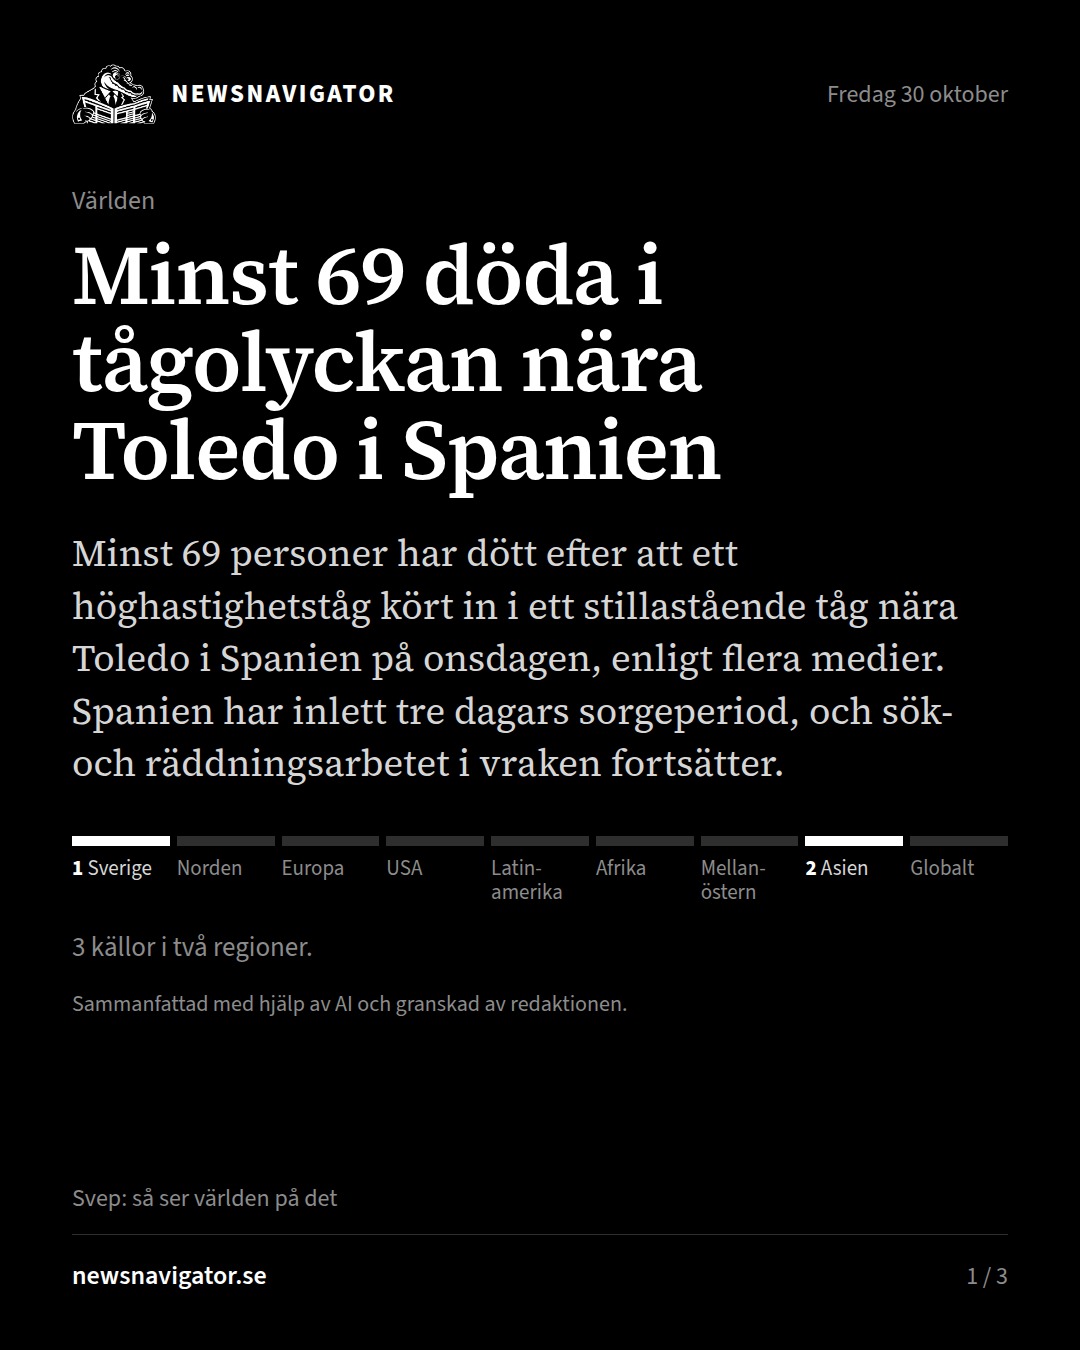 NEWSNAVIGATOR
Fredag 30 oktober
Världen
Minst 69 döda i
tågolyckan nära
Toledo i Spanien
Minst 69 personer har dött efter att ett
höghastighetståg kört in i ett stillastående tåg nära
Toledo i Spanien på onsdagen, enligt flera medier.
Spanien har inlett tre dagars sorgeperiod, och sök-
och räddningsarbetet i vraken fortsätter.
1 Sverige
Norden
Europa
USA
Latin-
amerika
Afrika
Mellan-
östern
2 Asien
Globalt
3 källor i två regioner.
Sammanfattad med hjälp av AI och granskad av redaktionen.
Svep: så ser världen på det
newsnavigator.se
1 / 3